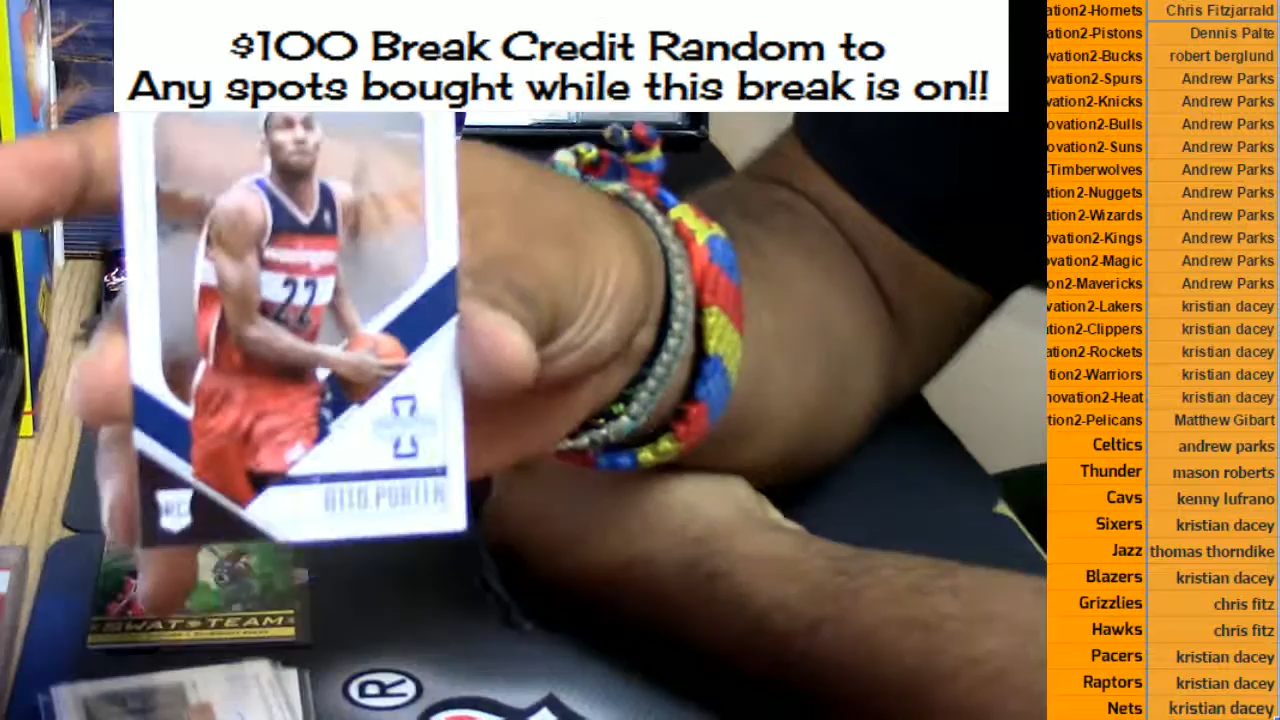 $100 Break Credit Random to
Any spots bought while this break is on!!
ation2-Hornets Chris Fitzjarrald
ation2-Pistons Dennis Palte
vation2-Bucks robert berglund
vation2-Spurs Andrew Parks
ovation2-Knicks Andrew Parks
ovation2-Bulls Andrew Parks
ovation2-Suns Andrew Parks
-Timberwolves Andrew Parks
ation2-Nuggets Andrew Parks
ation2-Wizards Andrew Parks
ovation2-Kings Andrew Parks
ovation2-Magic Andrew Parks
on2-Mavericks Andrew Parks
vation2-Lakers kristian dacey
ation2-Clippers kristian dacey
ation2-Rockets kristian dacey
tion2-Warriors kristian dacey
novation2-Heat kristian dacey
tion2-Pelicans Matthew Gibart
Celtics andrew parks
Thunder mason roberts
Cavs kenny lufrano
Sixers kristian dacey
Jazz thomas thorndike
Blazers kristian dacey
Grizzlies chris fitz
Hawks chris fitz
Pacers kristian dacey
Raptors kristian dacey
Nets kristian dacey
22
OTTO PORTER
RC
SWAT TEAM
®